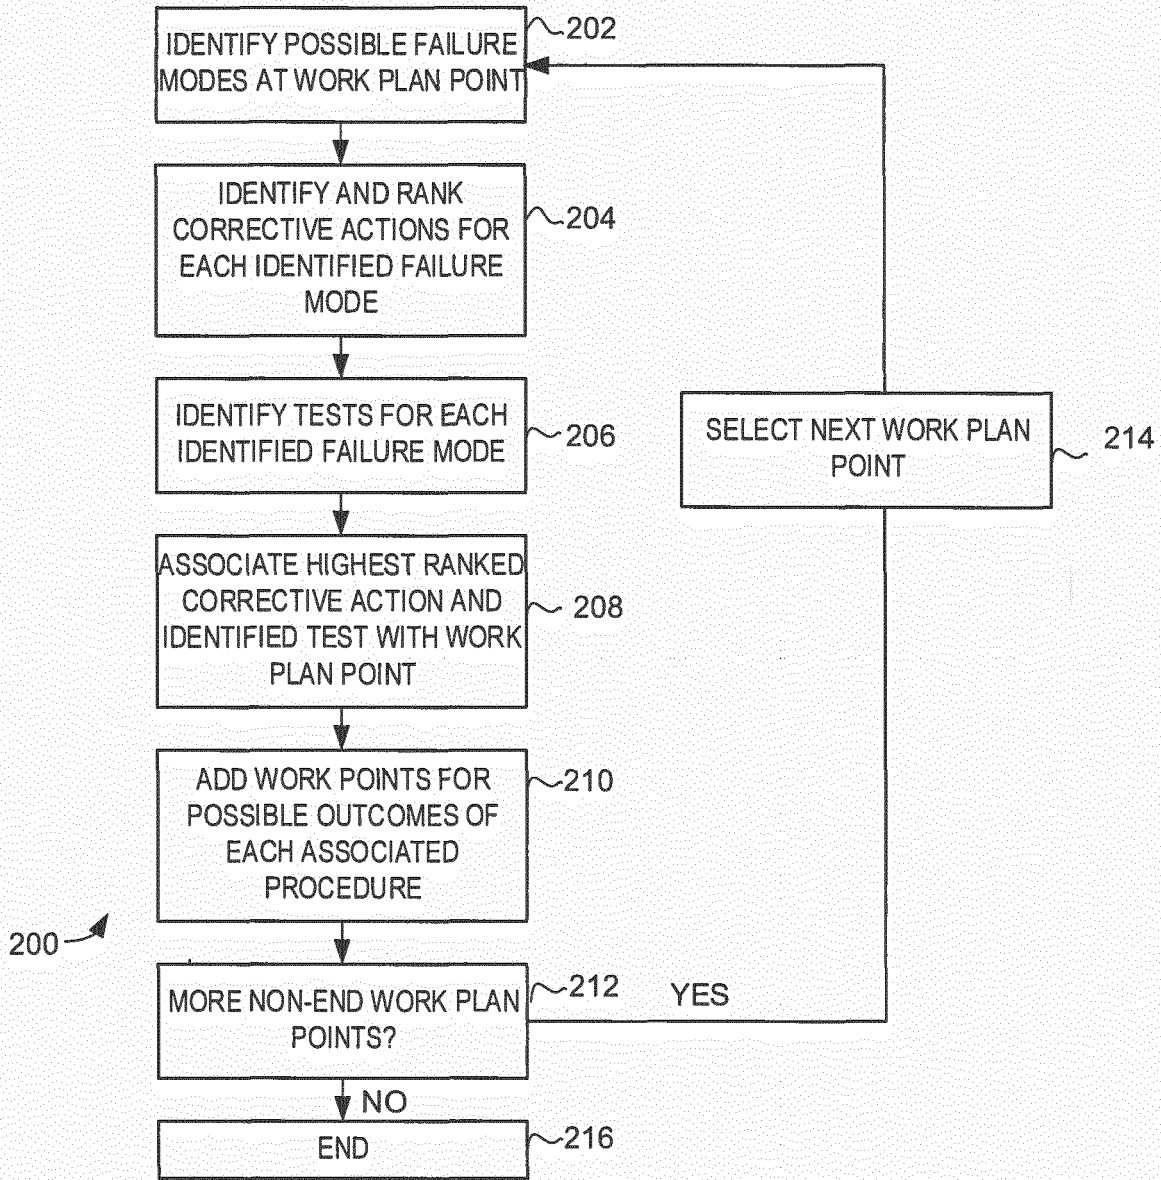 IDENTIFY POSSIBLE FAILURE
MODES AT WORK PLAN POINT
202
IDENTIFY AND RANK
CORRECTIVE ACTIONS FOR
EACH IDENTIFIED FAILURE
MODE
204
IDENTIFY TESTS FOR EACH
IDENTIFIED FAILURE MODE
206
SELECT NEXT WORK PLAN
POINT
214
ASSOCIATE HIGHEST RANKED
CORRECTIVE ACTION AND
IDENTIFIED TEST WITH WORK
PLAN POINT
208
ADD WORK POINTS FOR
POSSIBLE OUTCOMES OF
EACH ASSOCIATED
PROCEDURE
210
200
MORE NON-END WORK PLAN
POINTS?
212
YES
NO
END
216